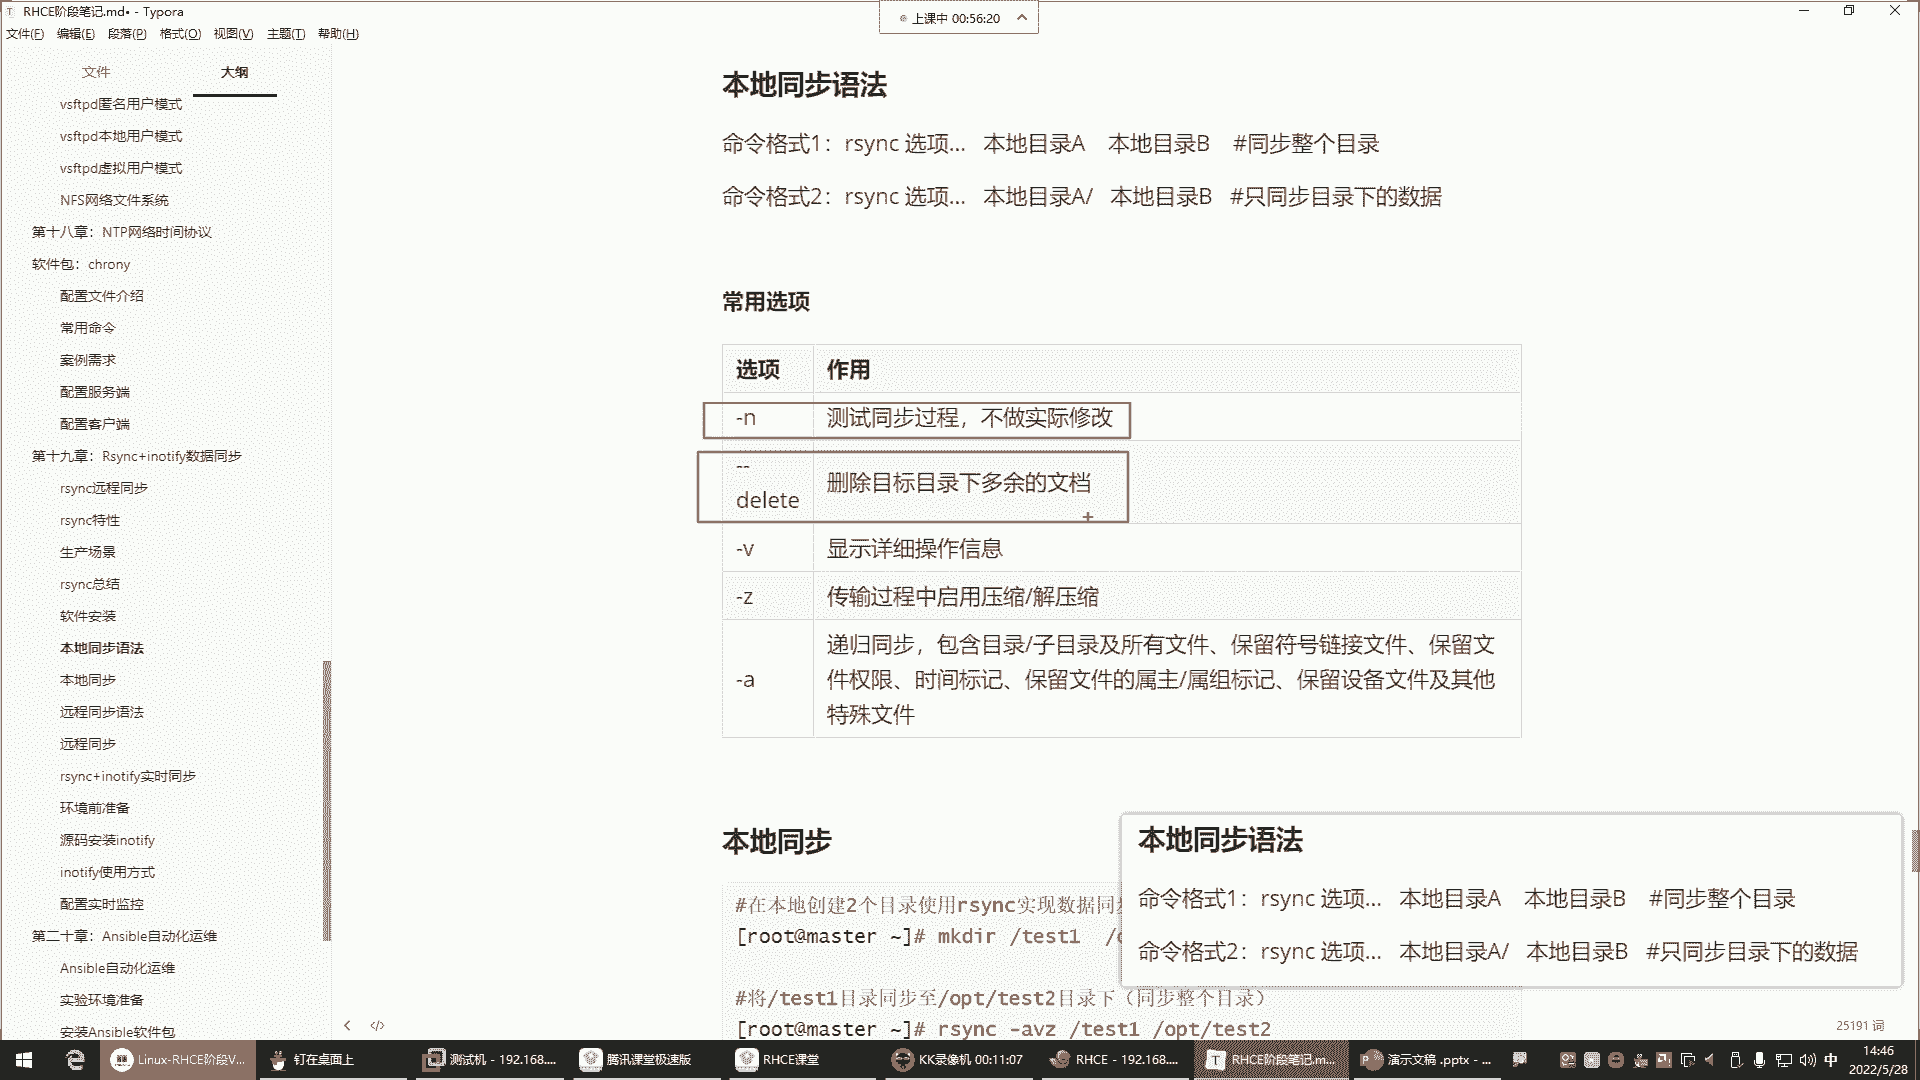 RHCE阶段笔记.md• - Typora
上课中 00:56:20
文件(F) 编辑(E) 段落(P) 格式(O) 视图(V) 主题(T) 帮助(H)
文件 大纲
vsftpd匿名用户模式
vsftpd本地用户模式
vsftpd虚拟用户模式
NFS网络文件系统
第十八章：NTP网络时间协议
软件包：chrony
配置文件介绍
常用命令
案例需求
配置服务端
配置客户端
第十九章：Rsync+inotify数据同步
rsync远程同步
rsync特性
生产场景
rsync总结
软件安装
本地同步语法
本地同步
远程同步语法
远程同步
rsync+inotify实时同步
环境前准备
源码安装inotify
inotify使用方式
配置实时监控
第二十章：Ansible自动化运维
Ansible自动化运维
实验环境准备
安装Ansible软件包
本地同步语法
命令格式1：rsync 选项... 本地目录A 本地目录B #同步整个目录
命令格式2：rsync 选项... 本地目录A/ 本地目录B #只同步目录下的数据
常用选项
选项 作用
-n 测试同步过程，不做实际修改
--delete 删除目标目录下多余的文档
-v 显示详细操作信息
-z 传输过程中启用压缩/解压缩
-a 递归同步，包含目录/子目录及所有文件、保留符号链接文件、保留文
件权限、时间标记、保留文件的属主/属组标记、保留设备文件及其他
特殊文件
本地同步
#在本地创建2个目录使用rsync实现数据同步
[root@master ~]# mkdir /test1 /
#将/test1目录同步至/opt/test2目录下（同步整个目录）
[root@master ~]# rsync -avz /test1 /opt/test2
本地同步语法
命令格式1：rsync 选项... 本地目录A 本地目录B #同步整个目录
命令格式2：rsync 选项... 本地目录A/ 本地目录B #只同步目录下的数据
25191 词
Linux-RHCE阶段V...
钉在桌面上
测试机 - 192.168....
腾讯课堂极速版
RHCE课堂
KK录像机 00:11:07
RHCE - 192.168....
RHCE阶段笔记.m...
演示文稿 .pptx - ...
中
14:46
2022/5/28